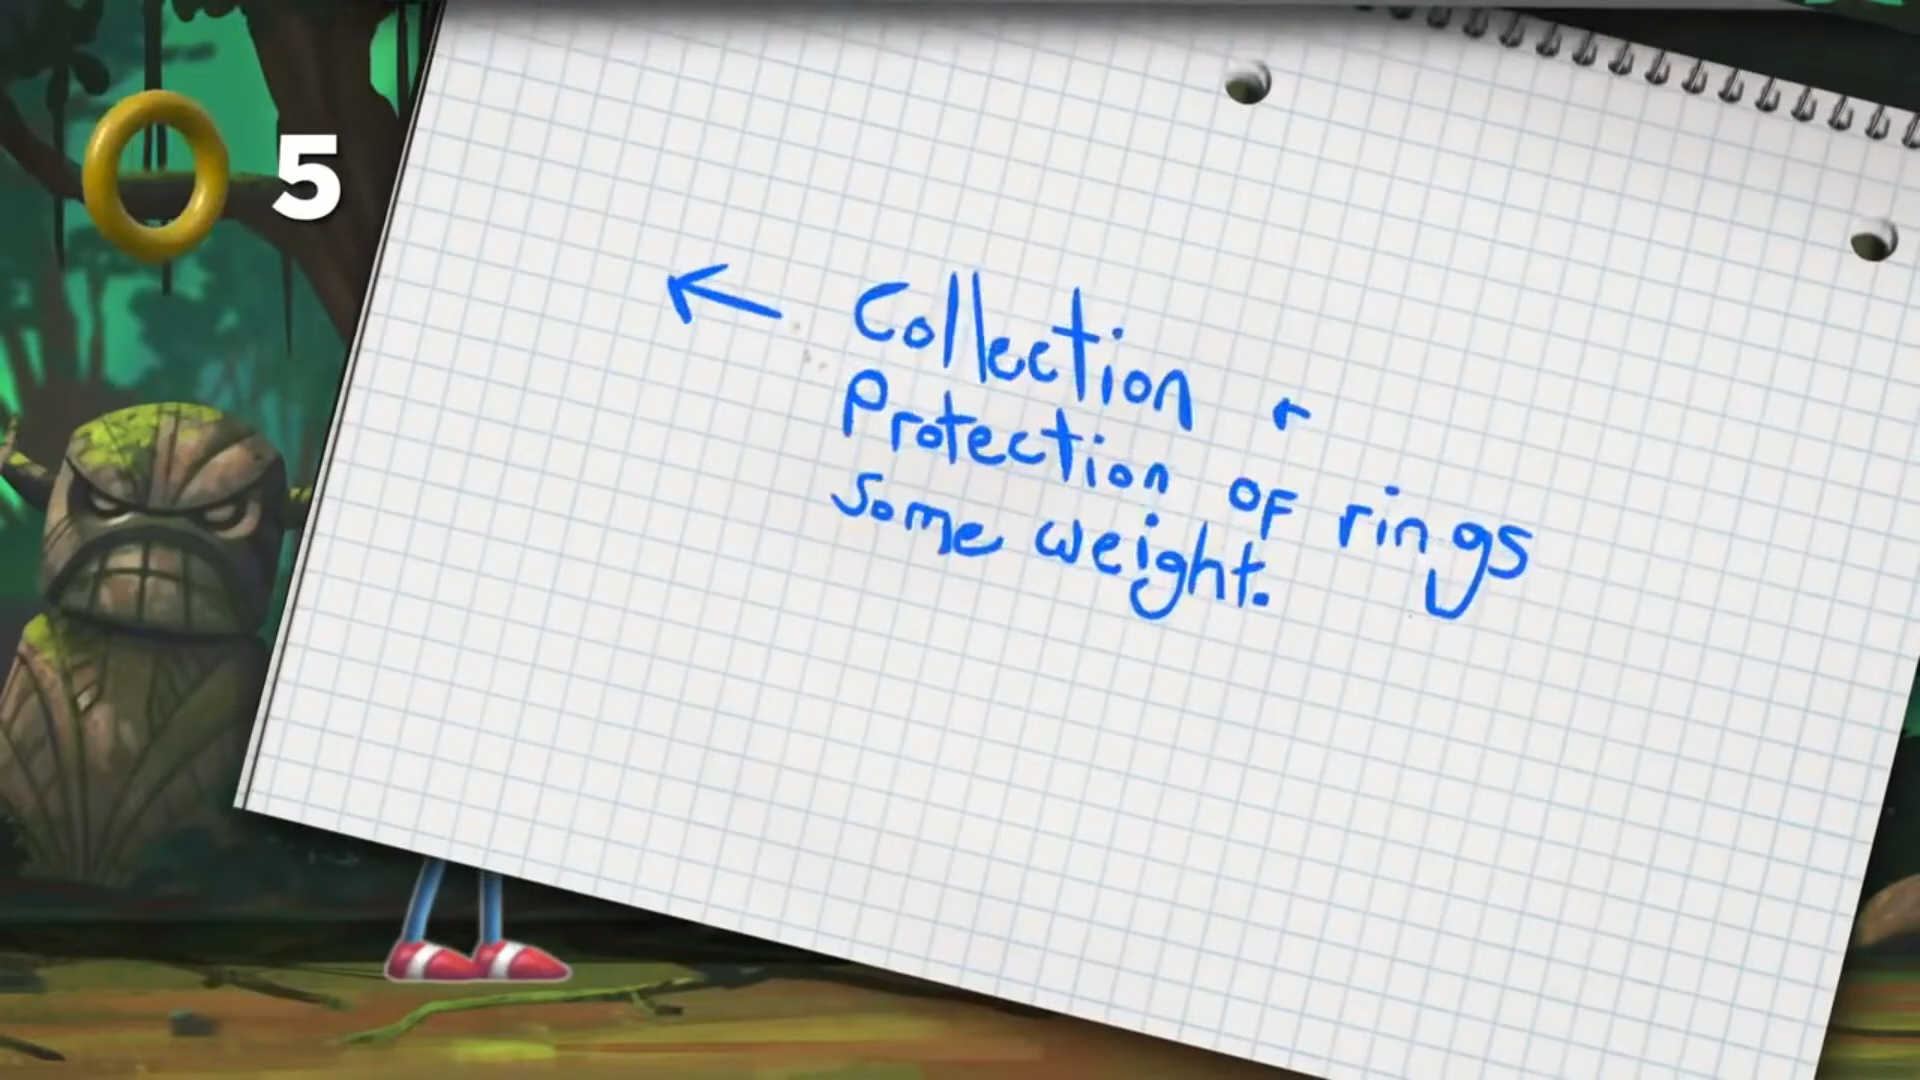 5
← Collection +
Protection of rings
Some weight.